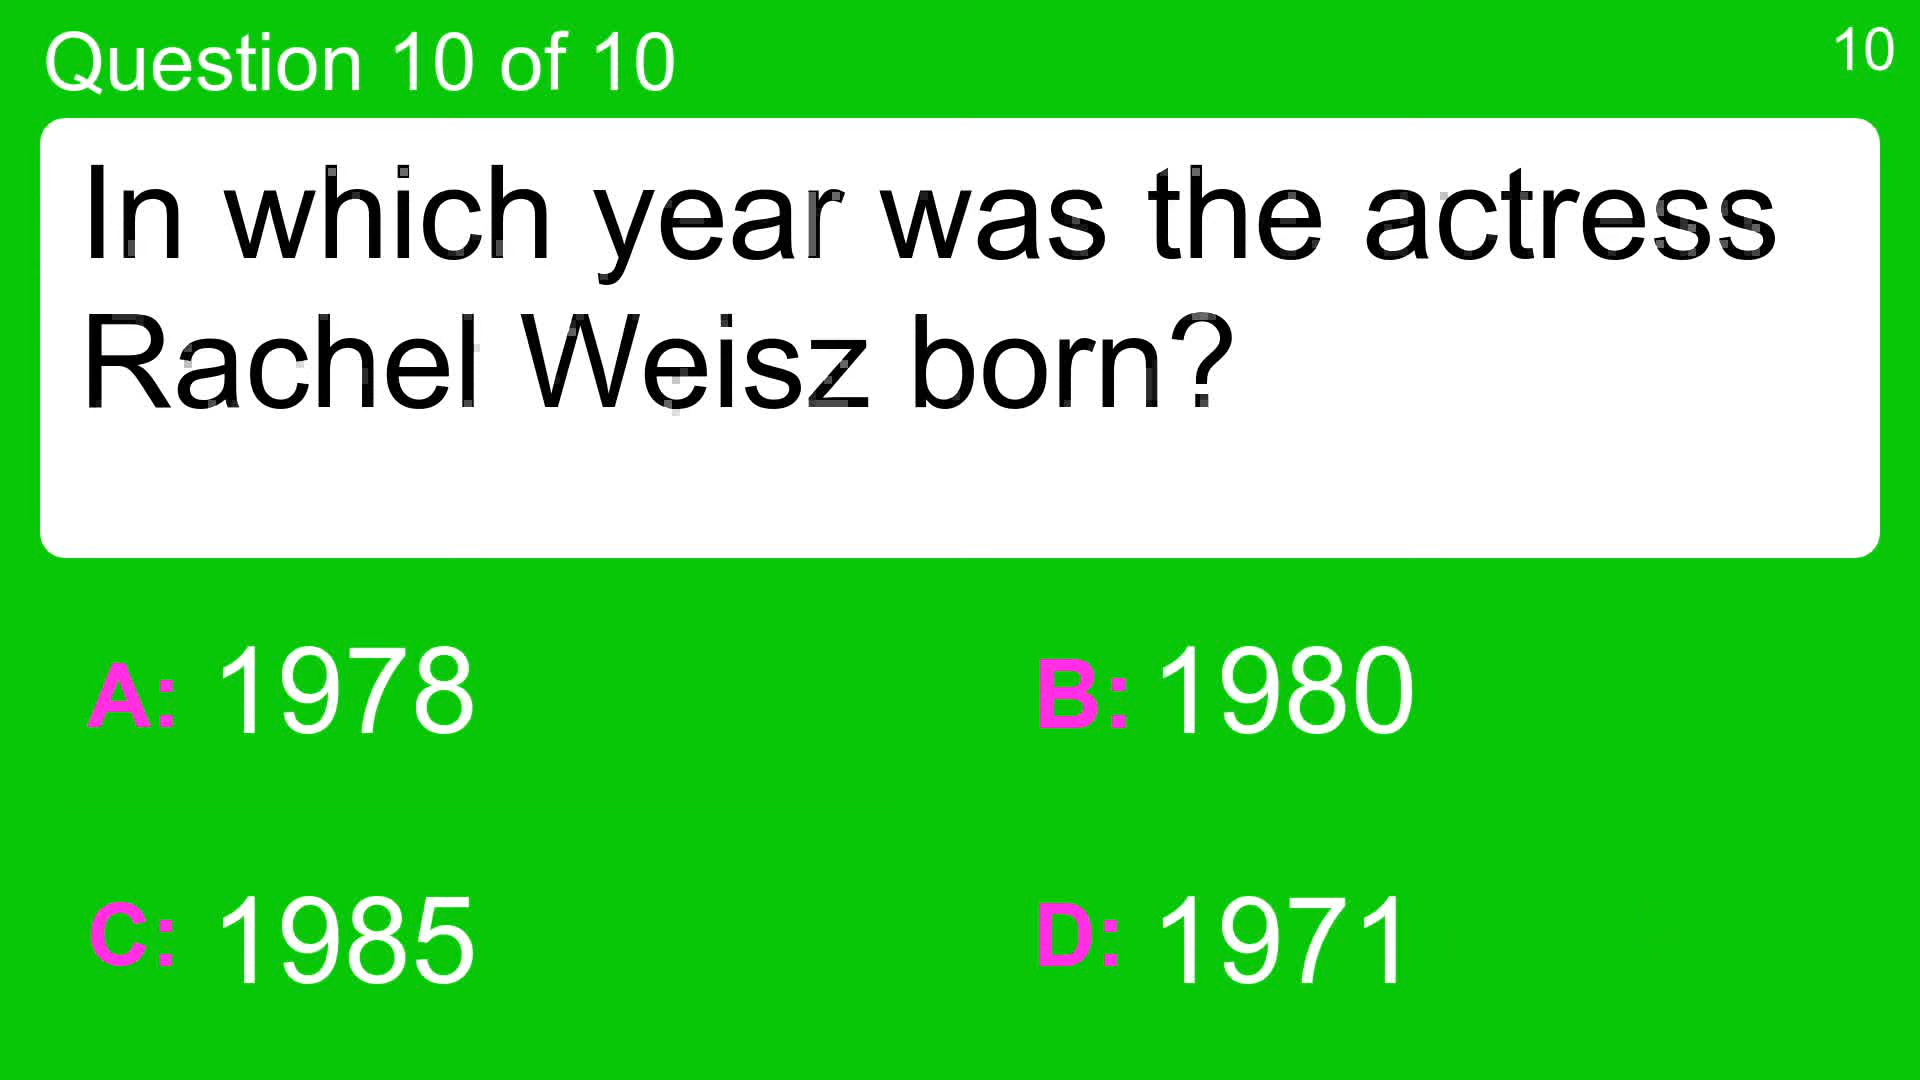 Question 10 of 10
10
In which year was the actress
Rachel Weisz born?
A: 1978
B: 1980
C: 1985
D: 1971